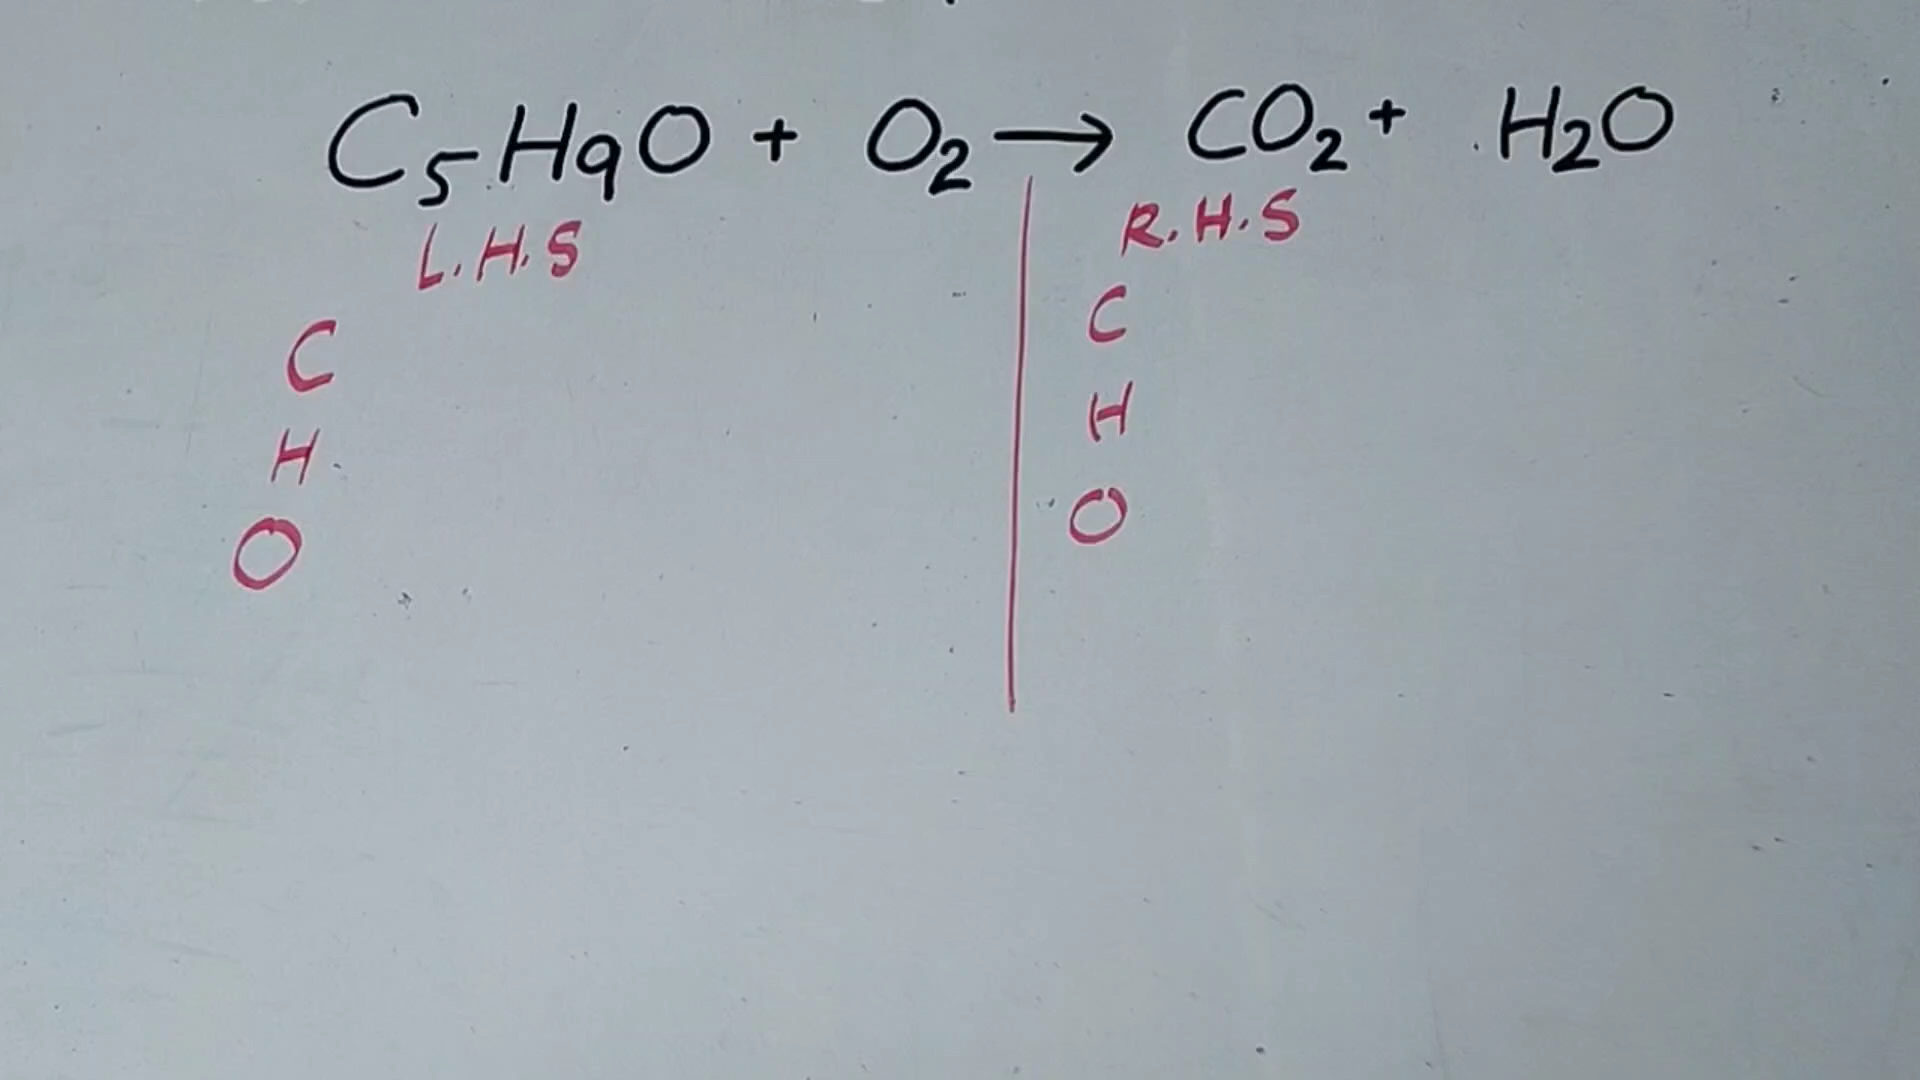 C₅H₉O + O₂ → CO₂ + H₂O
L.H.S R.H.S
C C
H H
O O